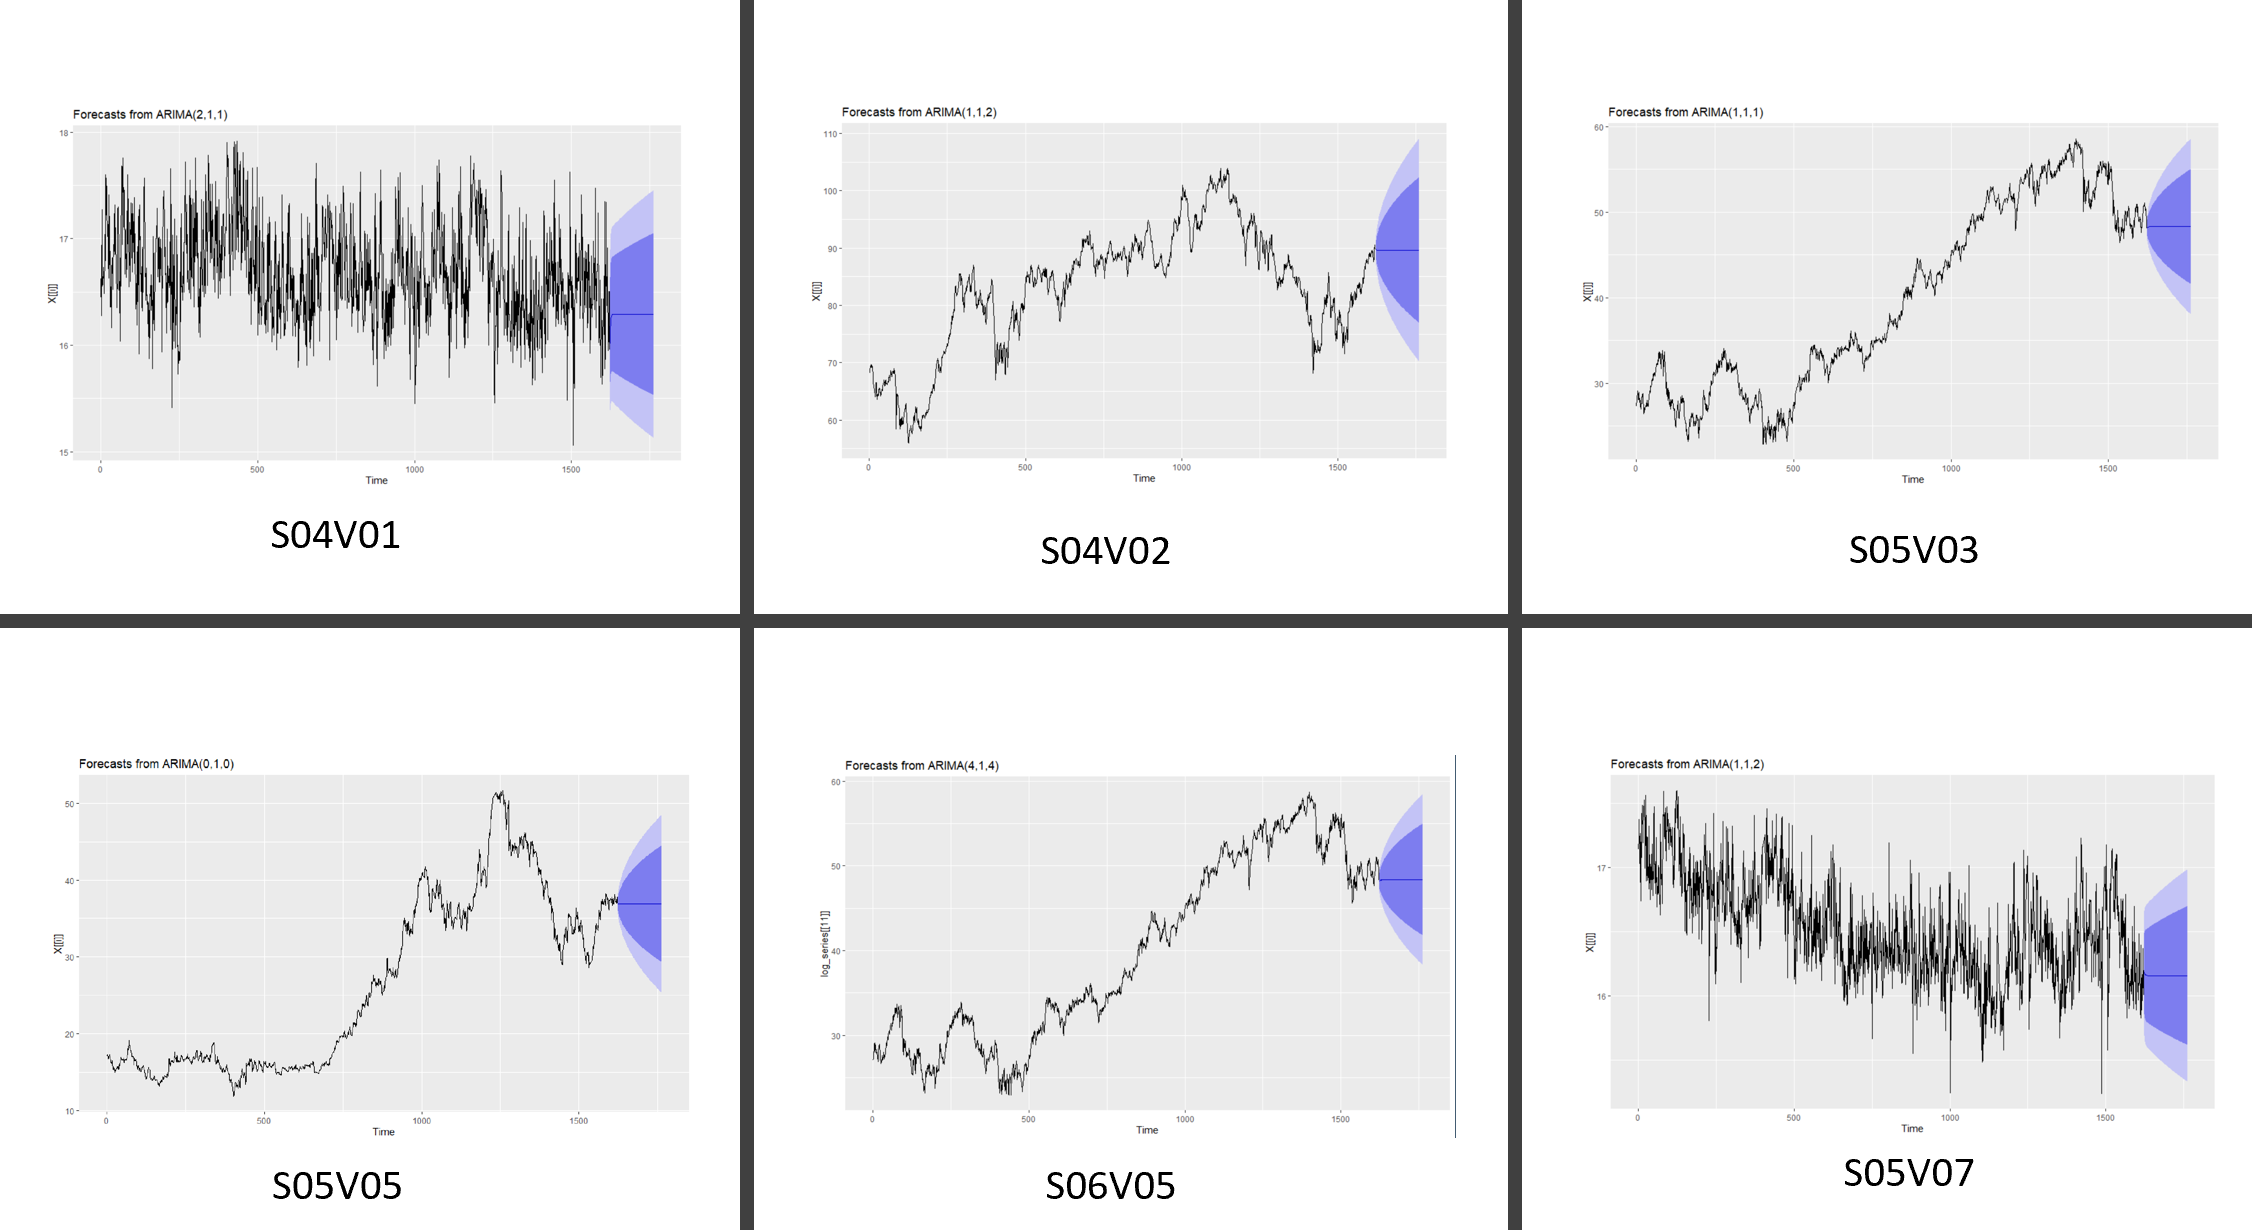 Forecasts from ARIMA(2,1,1)
18
17
16
15
X[[i]]
0 500 1000 1500
Time
S04V01
Forecasts from ARIMA(1,1,2)
110
100
90
80
70
60
X[[i]]
0 500 1000 1500
Time
S04V02
Forecasts from ARIMA(1,1,1)
60
50
40
30
X[[i]]
0 500 1000 1500
Time
S05V03
Forecasts from ARIMA(0,1,0)
50
40
30
20
10
X[[i]]
0 500 1000 1500
Time
S05V05
Forecasts from ARIMA(4,1,4)
60
50
40
30
log_series[[11]]
0 500 1000 1500
Time
S06V05
Forecasts from ARIMA(1,1,2)
17
16
X[[i]]
0 500 1000 1500
Time
S05V07